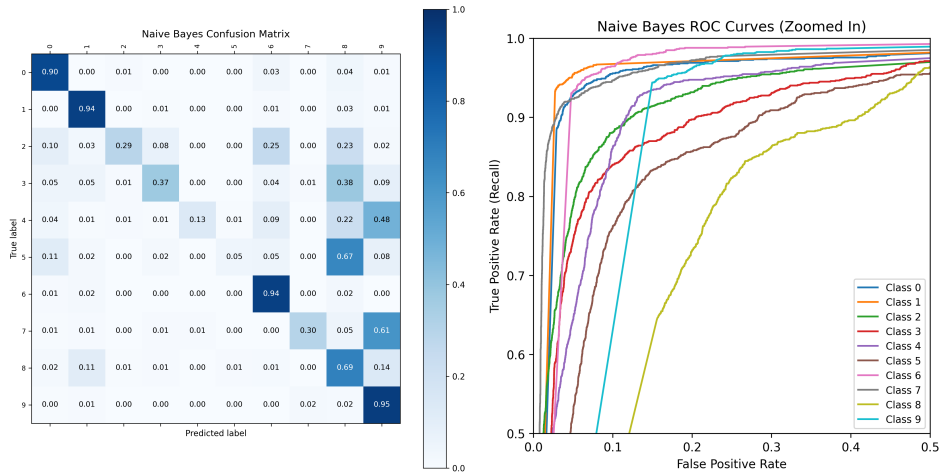 Naive Bayes Confusion Matrix
0 1 2 3 4 5 6 7 8 9
0 0.90 0.00 0.01 0.00 0.00 0.00 0.03 0.00 0.04 0.01
1 0.00 0.94 0.00 0.01 0.00 0.00 0.01 0.00 0.03 0.01
2 0.10 0.03 0.29 0.08 0.00 0.00 0.25 0.00 0.23 0.02
3 0.05 0.05 0.01 0.37 0.00 0.00 0.04 0.01 0.38 0.09
4 0.04 0.01 0.01 0.01 0.13 0.01 0.09 0.00 0.22 0.48
5 0.11 0.02 0.00 0.02 0.00 0.05 0.05 0.00 0.67 0.08
6 0.01 0.02 0.00 0.00 0.00 0.00 0.94 0.00 0.02 0.00
7 0.01 0.01 0.00 0.01 0.01 0.00 0.00 0.30 0.05 0.61
8 0.02 0.11 0.01 0.01 0.00 0.01 0.01 0.00 0.69 0.14
9 0.00 0.01 0.00 0.00 0.00 0.00 0.00 0.02 0.02 0.95
True label
Predicted label
1.0
0.8
0.6
0.4
0.2
0.0
Naive Bayes ROC Curves (Zoomed In)
True Positive Rate (Recall)
1.0
0.9
0.8
0.7
0.6
0.5
Class 0
Class 1
Class 2
Class 3
Class 4
Class 5
Class 6
Class 7
Class 8
Class 9
0.0 0.1 0.2 0.3 0.4 0.5
False Positive Rate